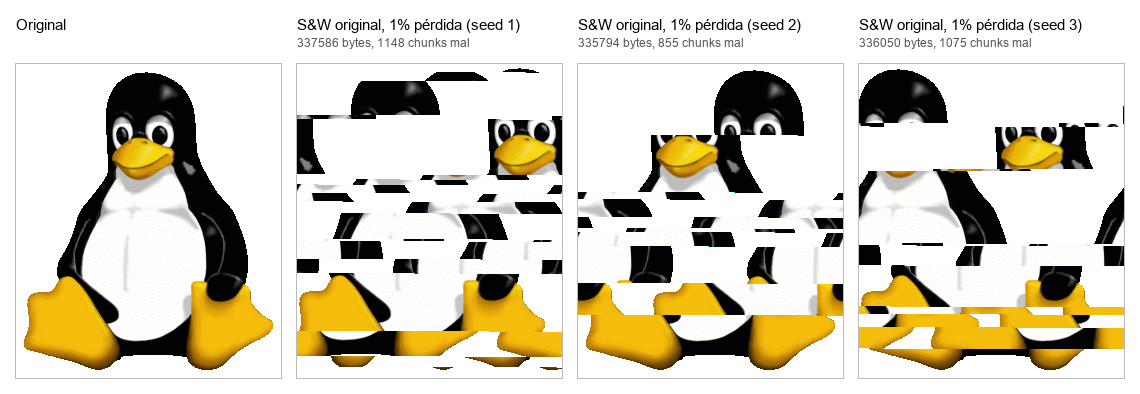 Original
S&W original, 1% pérdida (seed 1)
337586 bytes, 1148 chunks mal
S&W original, 1% pérdida (seed 2)
335794 bytes, 855 chunks mal
S&W original, 1% pérdida (seed 3)
336050 bytes, 1075 chunks mal